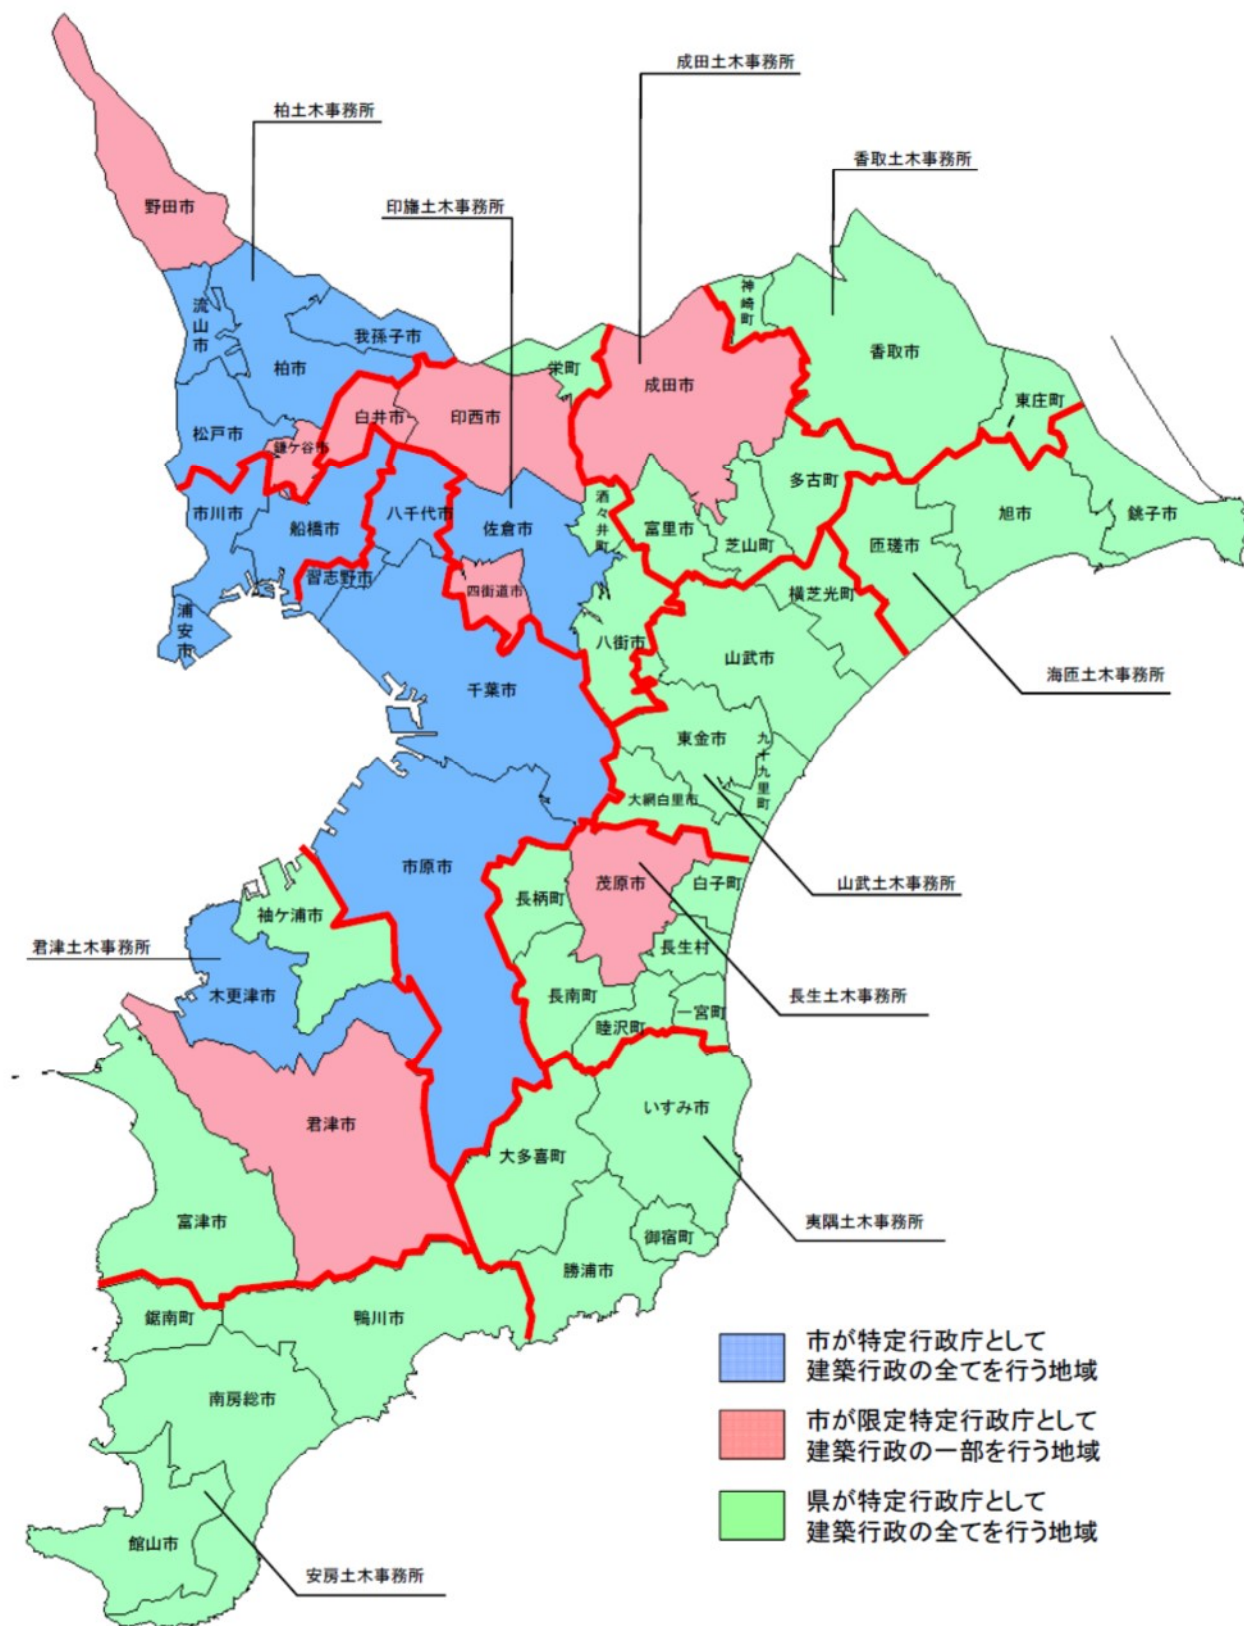 成田土木事務所
柏土木事務所
香取土木事務所
野田市
印旛土木事務所
神崎町
流山市
我孫子市
香取市
柏市
栄町
成田市
東庄町
白井市
印西市
松戸市
鎌ケ谷市
多古町
酒々井町
市川市
船橋市
八千代市
佐倉市
富里市
芝山町
旭市
銚子市
匝瑳市
習志野市
四街道市
横芝光町
浦安市
八街市
山武市
海匝土木事務所
千葉市
東金市
九十九里町
大網白里市
市原市
茂原市
白子町
山武土木事務所
長柄町
袖ケ浦市
君津土木事務所
長生村
木更津市
長南町
長生土木事務所
一宮町
睦沢町
いすみ市
君津市
大多喜町
富津市
夷隅土木事務所
御宿町
勝浦市
鋸南町
鴨川市
南房総市
館山市
安房土木事務所
市が特定行政庁として
建築行政の全てを行う地域
市が限定特定行政庁として
建築行政の一部を行う地域
県が特定行政庁として
建築行政の全てを行う地域